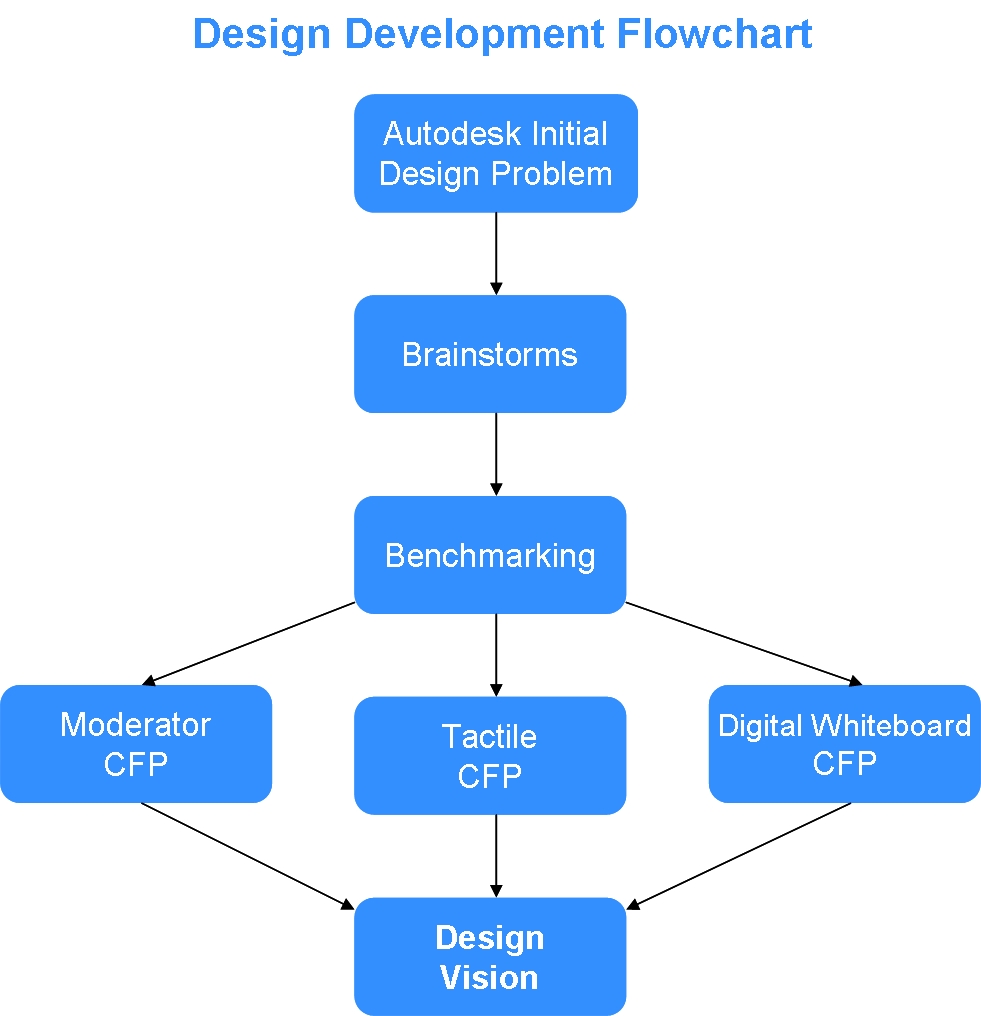 Design Development Flowchart
Autodesk Initial
Design Problem
Brainstorms
Benchmarking
Moderator
CFP
Tactile
CFP
Digital Whiteboard
CFP
Design
Vision